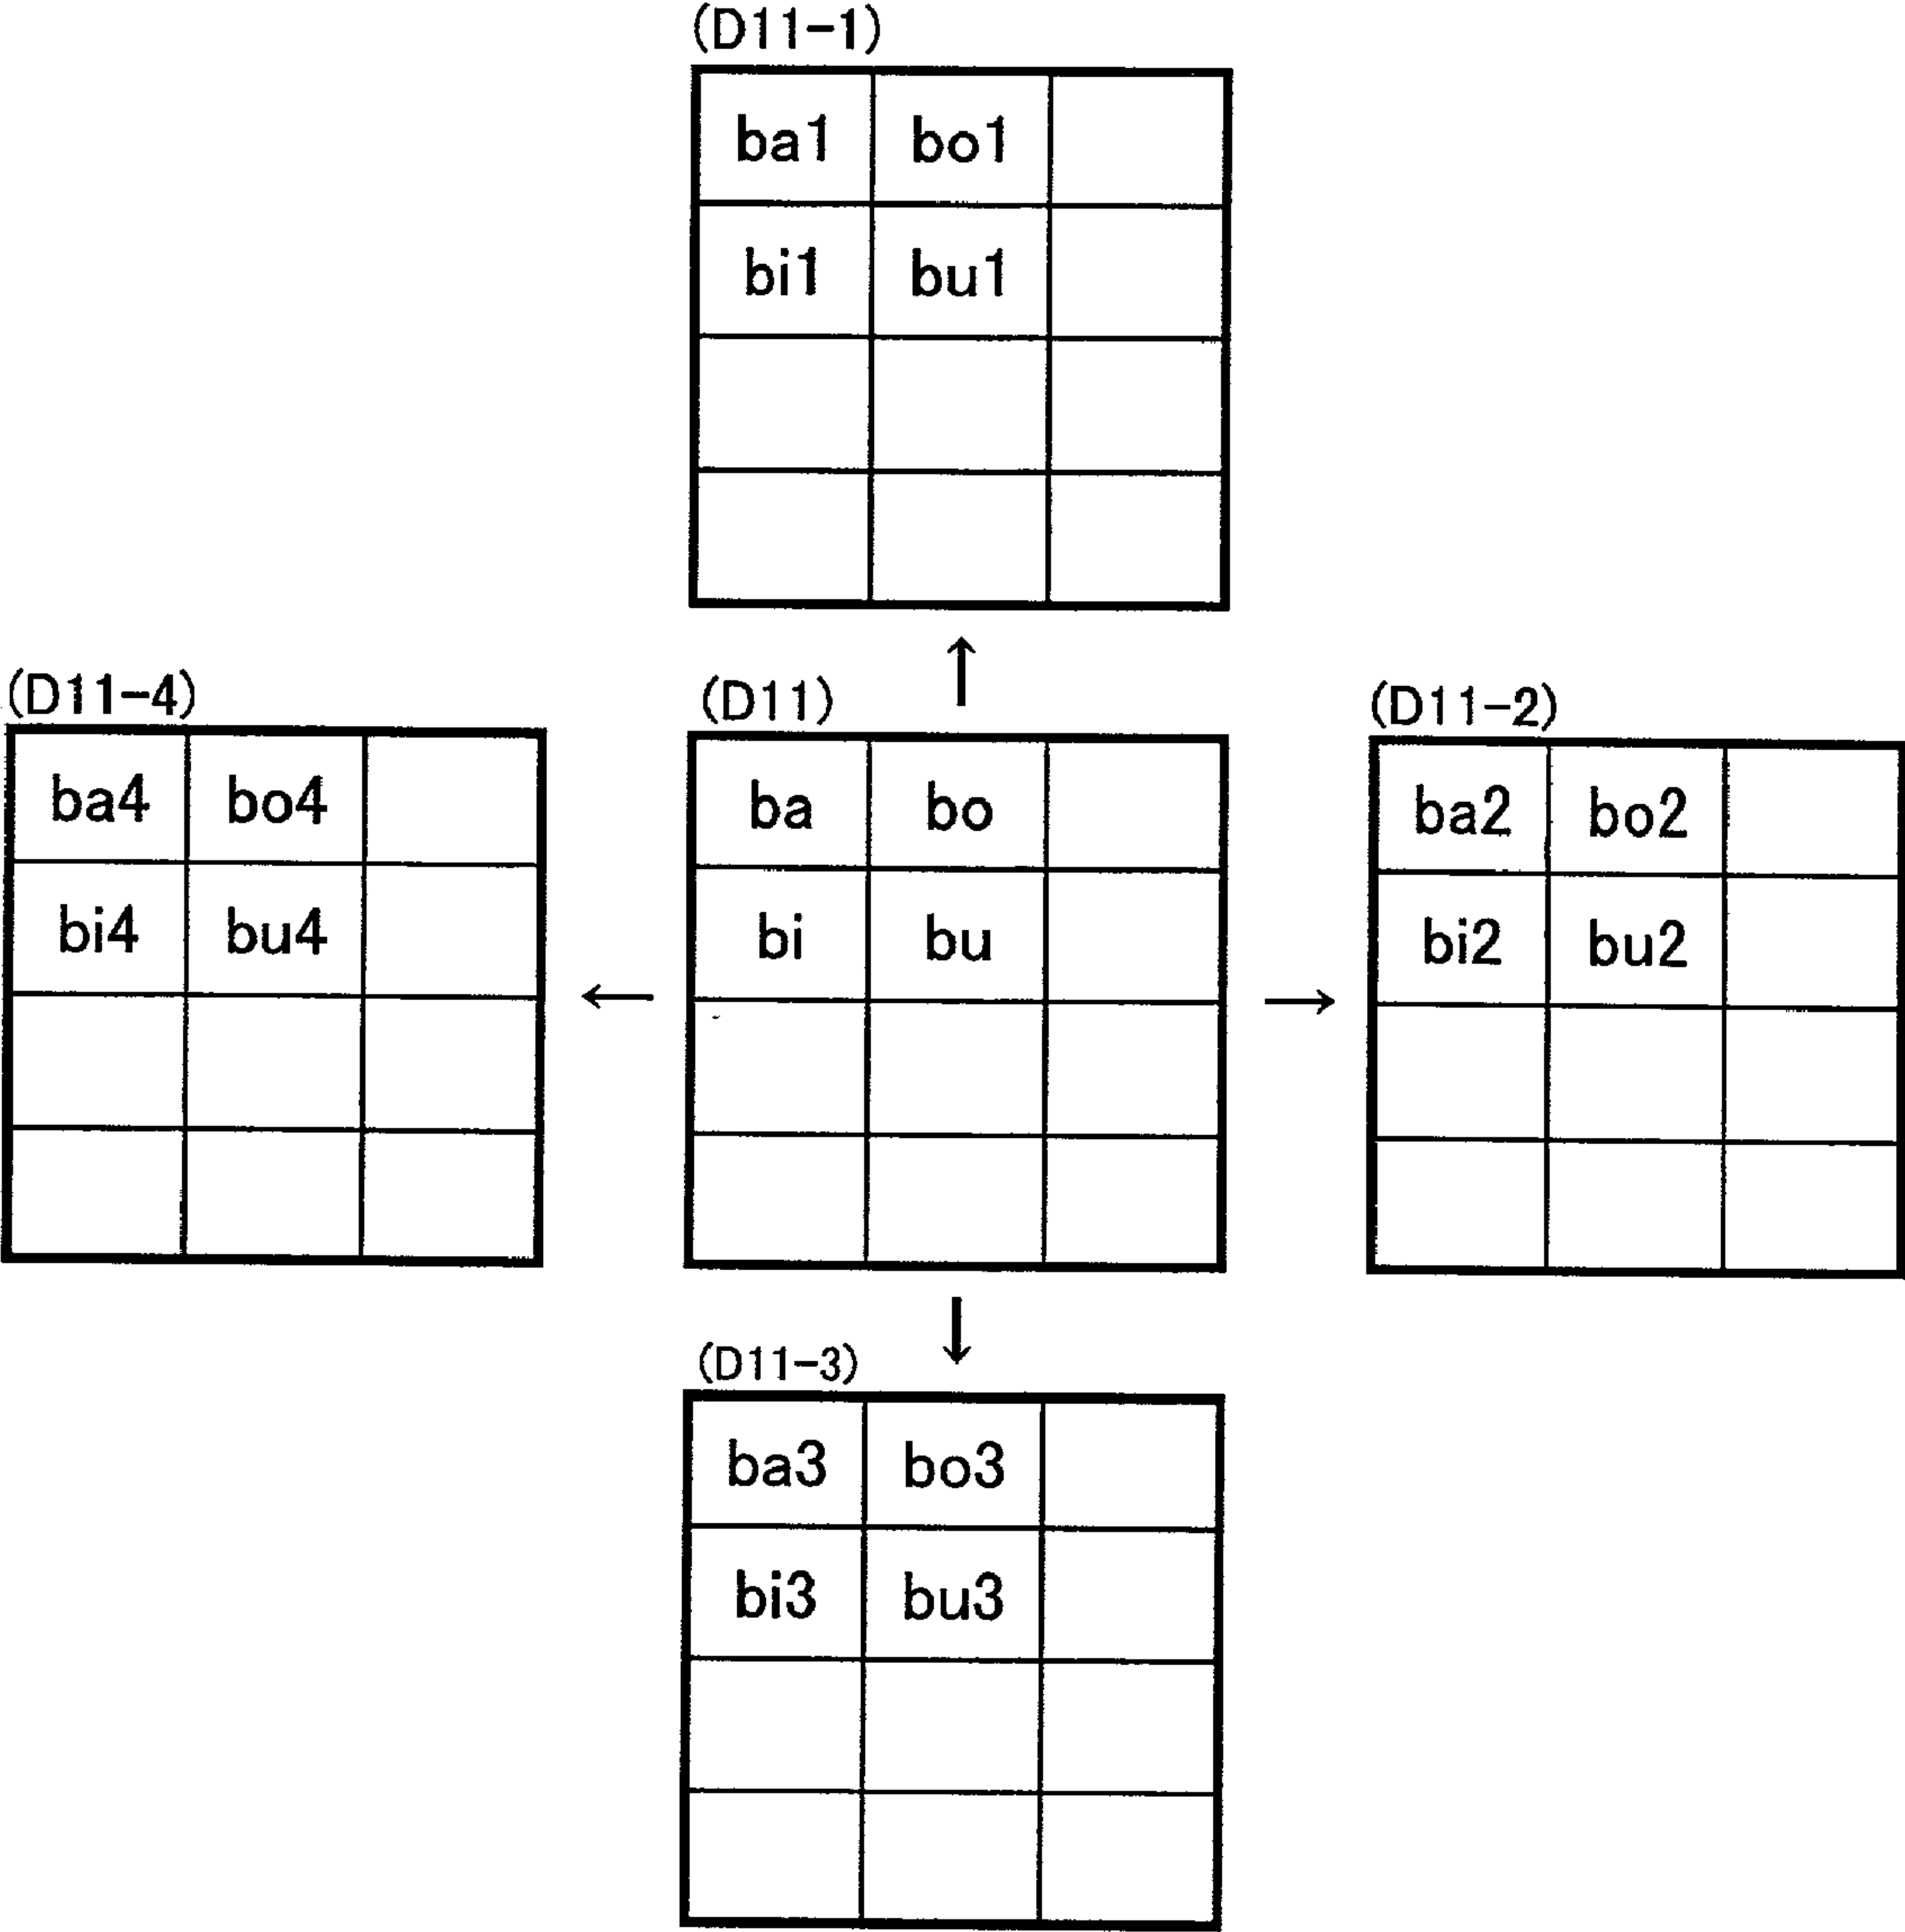 (D11-1)
ba1 bo1
bi1 bu1
(D11-4)
ba4 bo4
bi4 bu4
(D11)
ba bo
bi bu
(D11-2)
ba2 bo2
bi2 bu2
(D11-3)
ba3 bo3
bi3 bu3